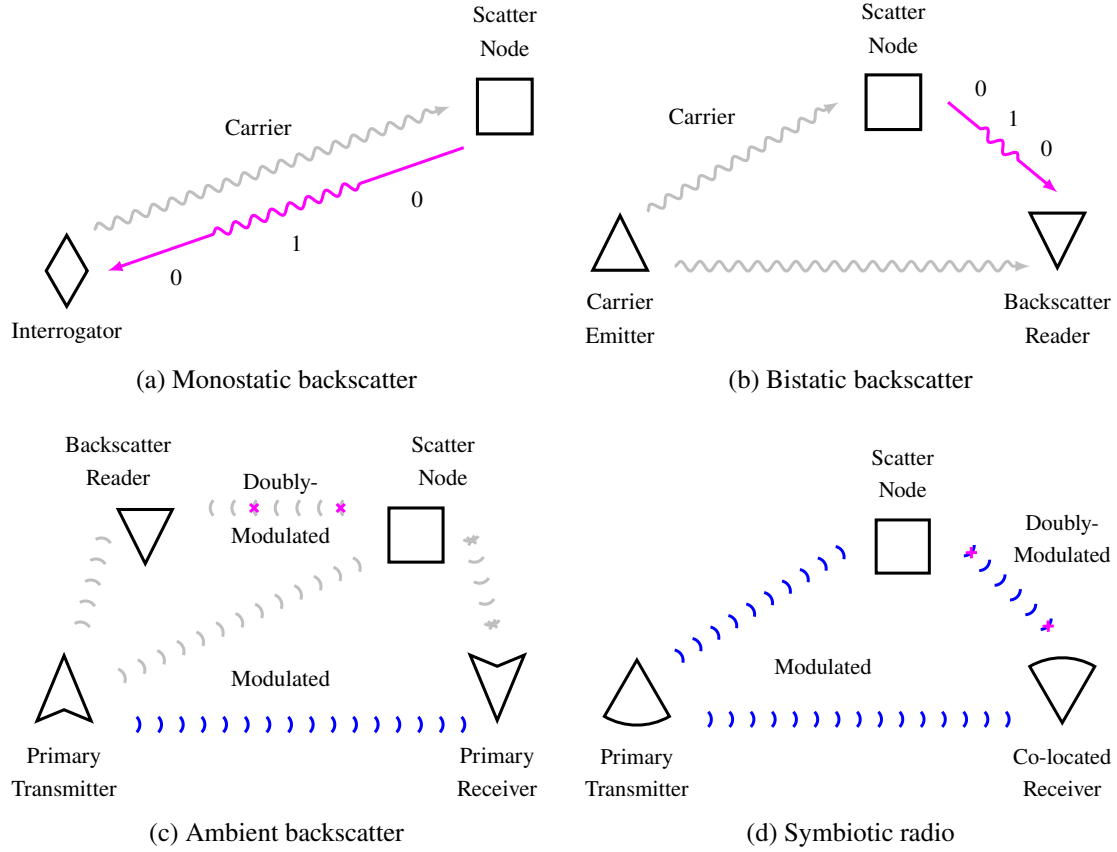 Scatter
Node
Carrier
0
1
0
Interrogator
(a) Monostatic backscatter
Scatter
Node
Carrier
0
1
0
Carrier
Emitter
Backscatter
Reader
(b) Bistatic backscatter
Backscatter
Reader
Doubly-
Modulated
Scatter
Node
Modulated
Primary
Transmitter
Primary
Receiver
(c) Ambient backscatter
Scatter
Node
Doubly-
Modulated
Modulated
Primary
Transmitter
Co-located
Receiver
(d) Symbiotic radio